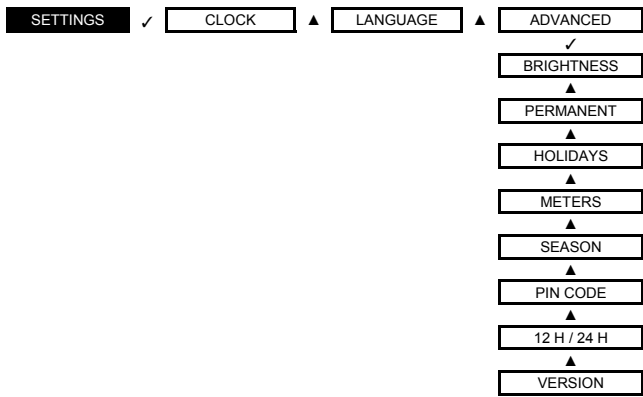 SETTINGS ✓ CLOCK ▲ LANGUAGE ▲ ADVANCED
✓
BRIGHTNESS
▲
PERMANENT
▲
HOLIDAYS
▲
METERS
▲
SEASON
▲
PIN CODE
▲
12 H / 24 H
▲
VERSION